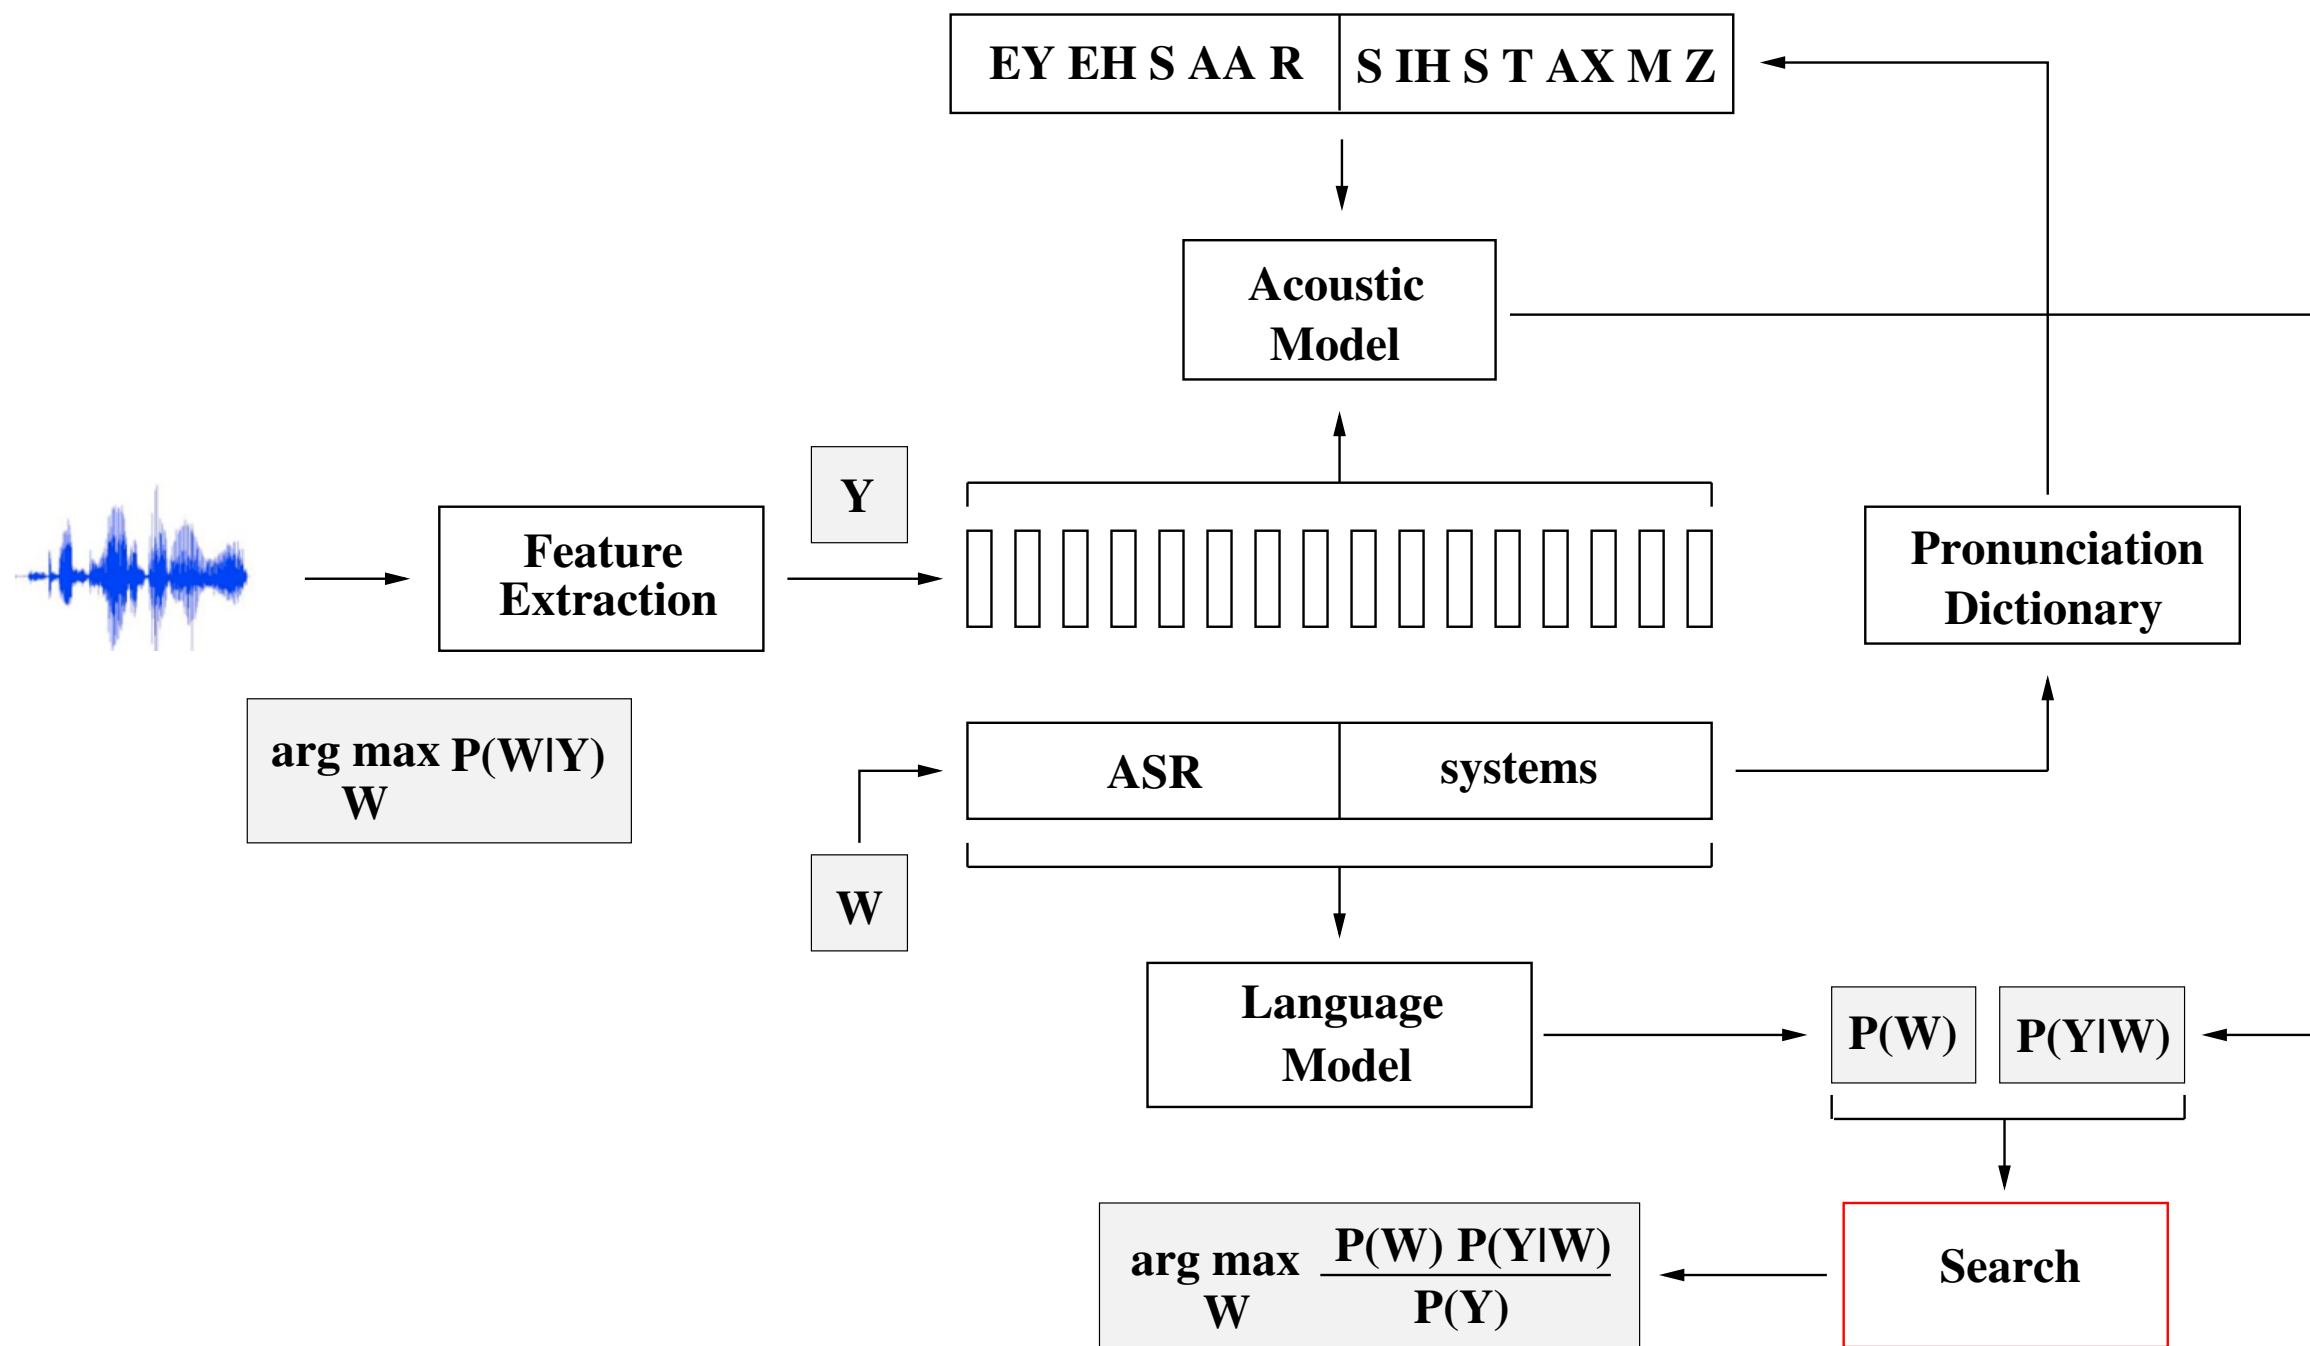 EY EH S AA R
S IH S T AX M Z
Acoustic
Model
Y
Feature
Extraction
Pronunciation
Dictionary
arg max P(W|Y)
W
ASR
systems
W
Language
Model
P(W)
P(Y|W)
arg max P(W) P(Y|W)
W P(Y)
Search